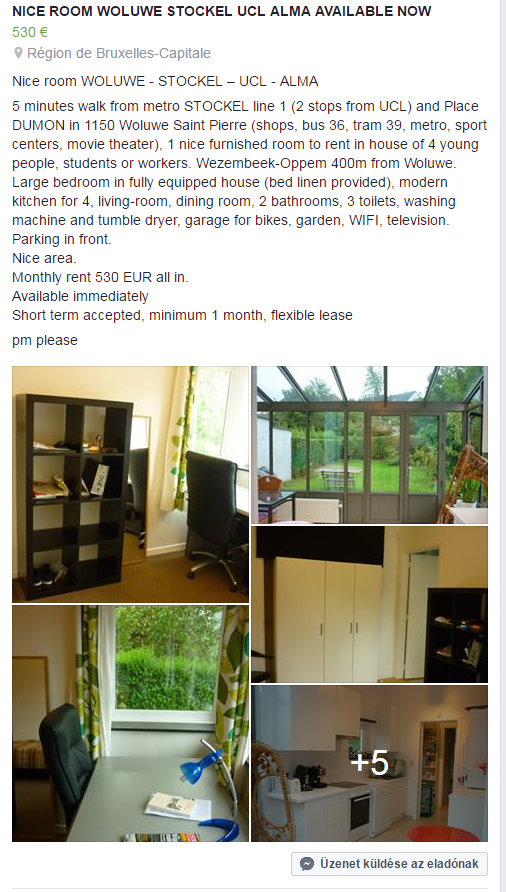 NICE ROOM WOLUWE STOCKEL UCL ALMA AVAILABLE NOW
530 €
Région de Bruxelles-Capitale
Nice room WOLUWE - STOCKEL – UCL - ALMA
5 minutes walk from metro STOCKEL line 1 (2 stops from UCL) and Place
DUMON in 1150 Woluwe Saint Pierre (shops, bus 36, tram 39, metro, sport
centers, movie theater), 1 nice furnished room to rent in house of 4 young
people, students or workers. Wezembeek-Oppem 400m from Woluwe.
Large bedroom in fully equipped house (bed linen provided), modern
kitchen for 4, living-room, dining room, 2 bathrooms, 3 toilets, washing
machine and tumble dryer, garage for bikes, garden, WIFI, television.
Parking in front.
Nice area.
Monthly rent 530 EUR all in.
Available immediately
Short term accepted, minimum 1 month, flexible lease
pm please
+5
Üzenet küldése az eladónak